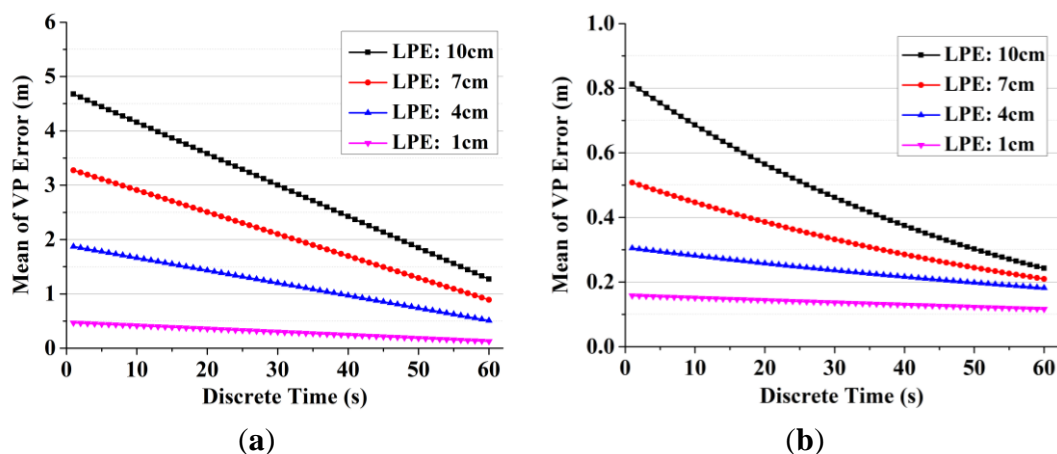 6
5
4
3
2
1
0
Mean of VP Error (m)
LPE: 10cm
LPE: 7cm
LPE: 4cm
LPE: 1cm
0 10 20 30 40 50 60
Discrete Time (s)
(a)
1.0
0.8
0.6
0.4
0.2
0.0
Mean of VP Error (m)
LPE: 10cm
LPE: 7cm
LPE: 4cm
LPE: 1cm
0 10 20 30 40 50 60
Discrete Time (s)
(b)